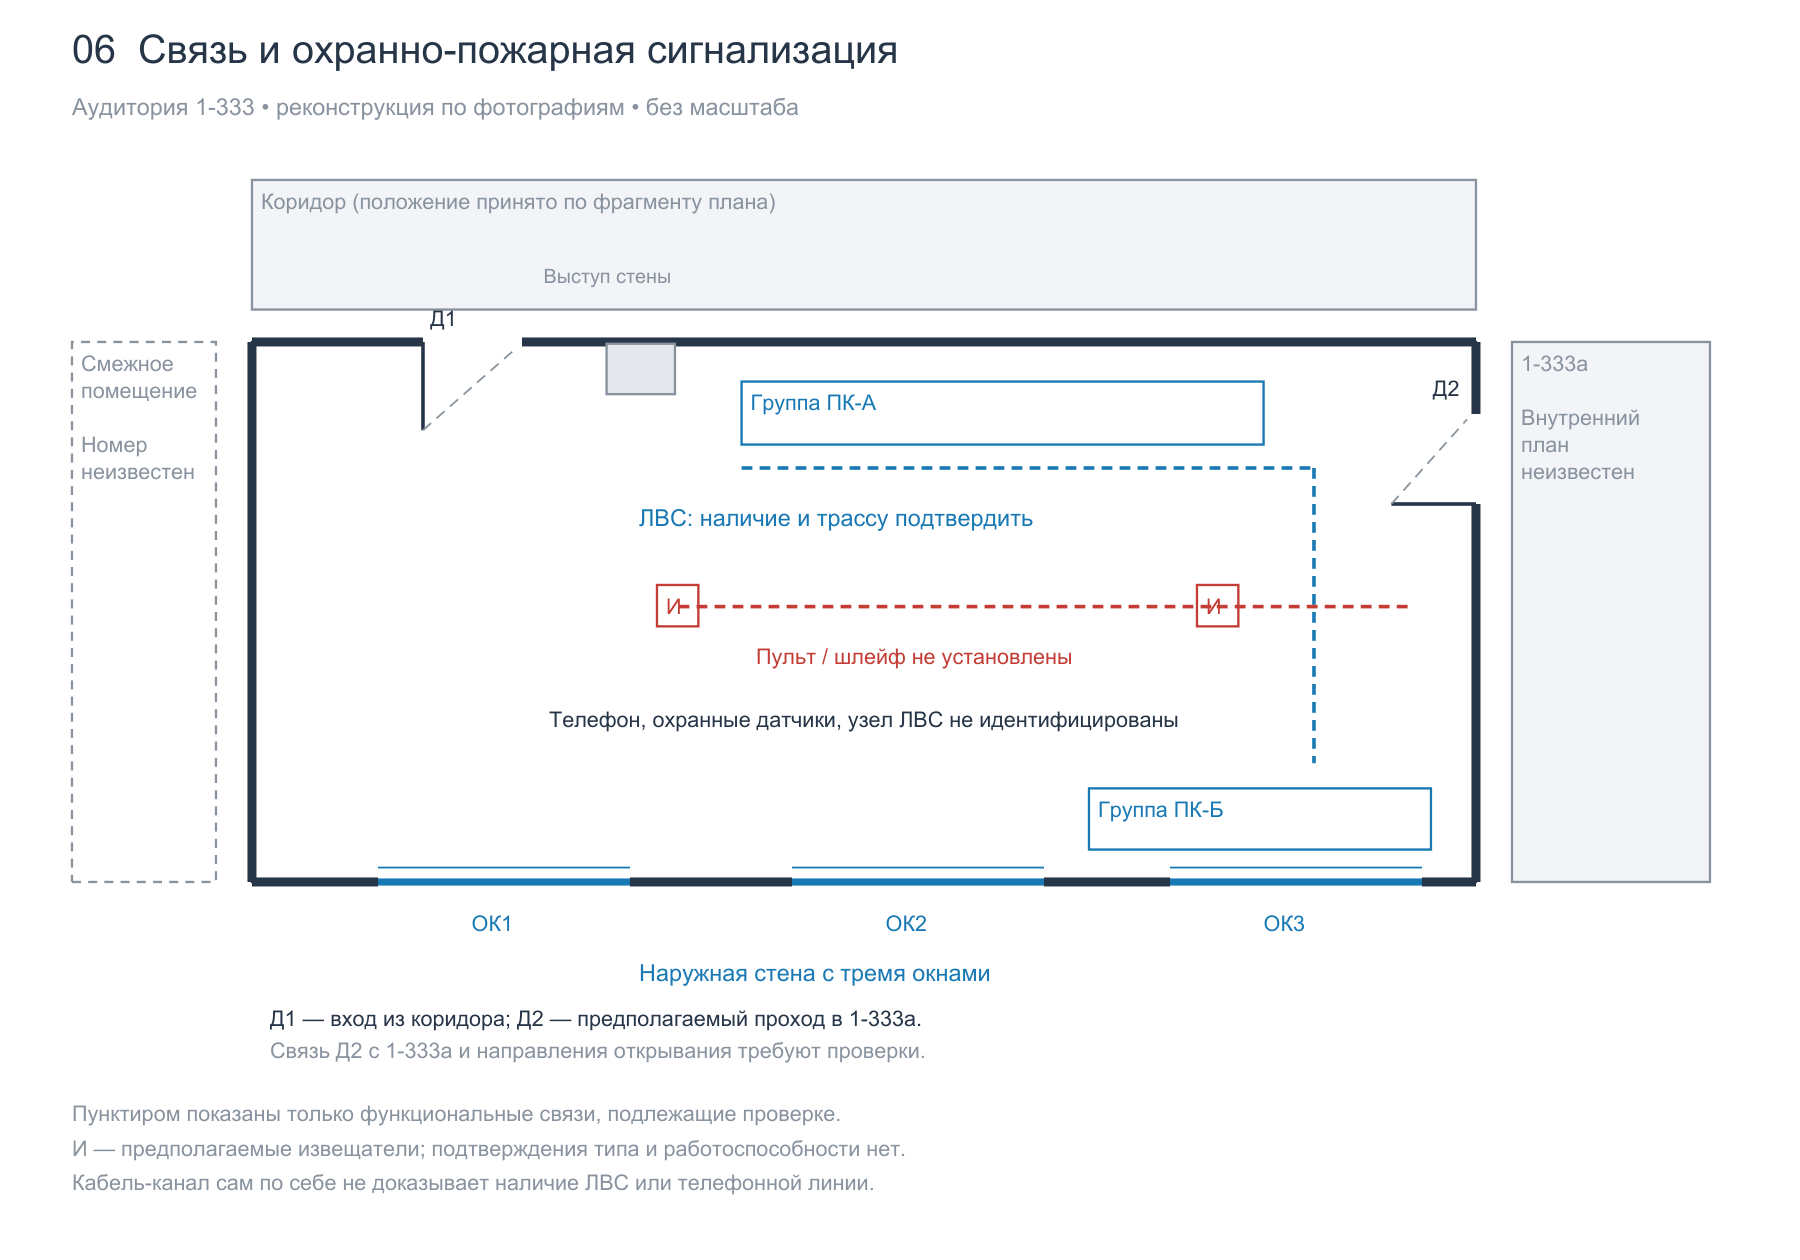 06 Связь и охранно-пожарная сигнализация
Аудитория 1-333 • реконструкция по фотографиям • без масштаба
Коридор (положение принято по фрагменту плана)
Выступ стены
Д1
Смежное
помещение
Номер
неизвестен
Группа ПК-А
Д2
1-333а
Внутренний
план
неизвестен
ЛВС: наличие и трассу подтвердить
И
И
Пульт / шлейф не установлены
Телефон, охранные датчики, узел ЛВС не идентифицированы
Группа ПК-Б
ОК1
ОК2
ОК3
Наружная стена с тремя окнами
Д1 — вход из коридора; Д2 — предполагаемый проход в 1-333а.
Связь Д2 с 1-333а и направления открывания требуют проверки.
Пунктиром показаны только функциональные связи, подлежащие проверке.
И — предполагаемые извещатели; подтверждения типа и работоспособности нет.
Кабель-канал сам по себе не доказывает наличие ЛВС или телефонной линии.